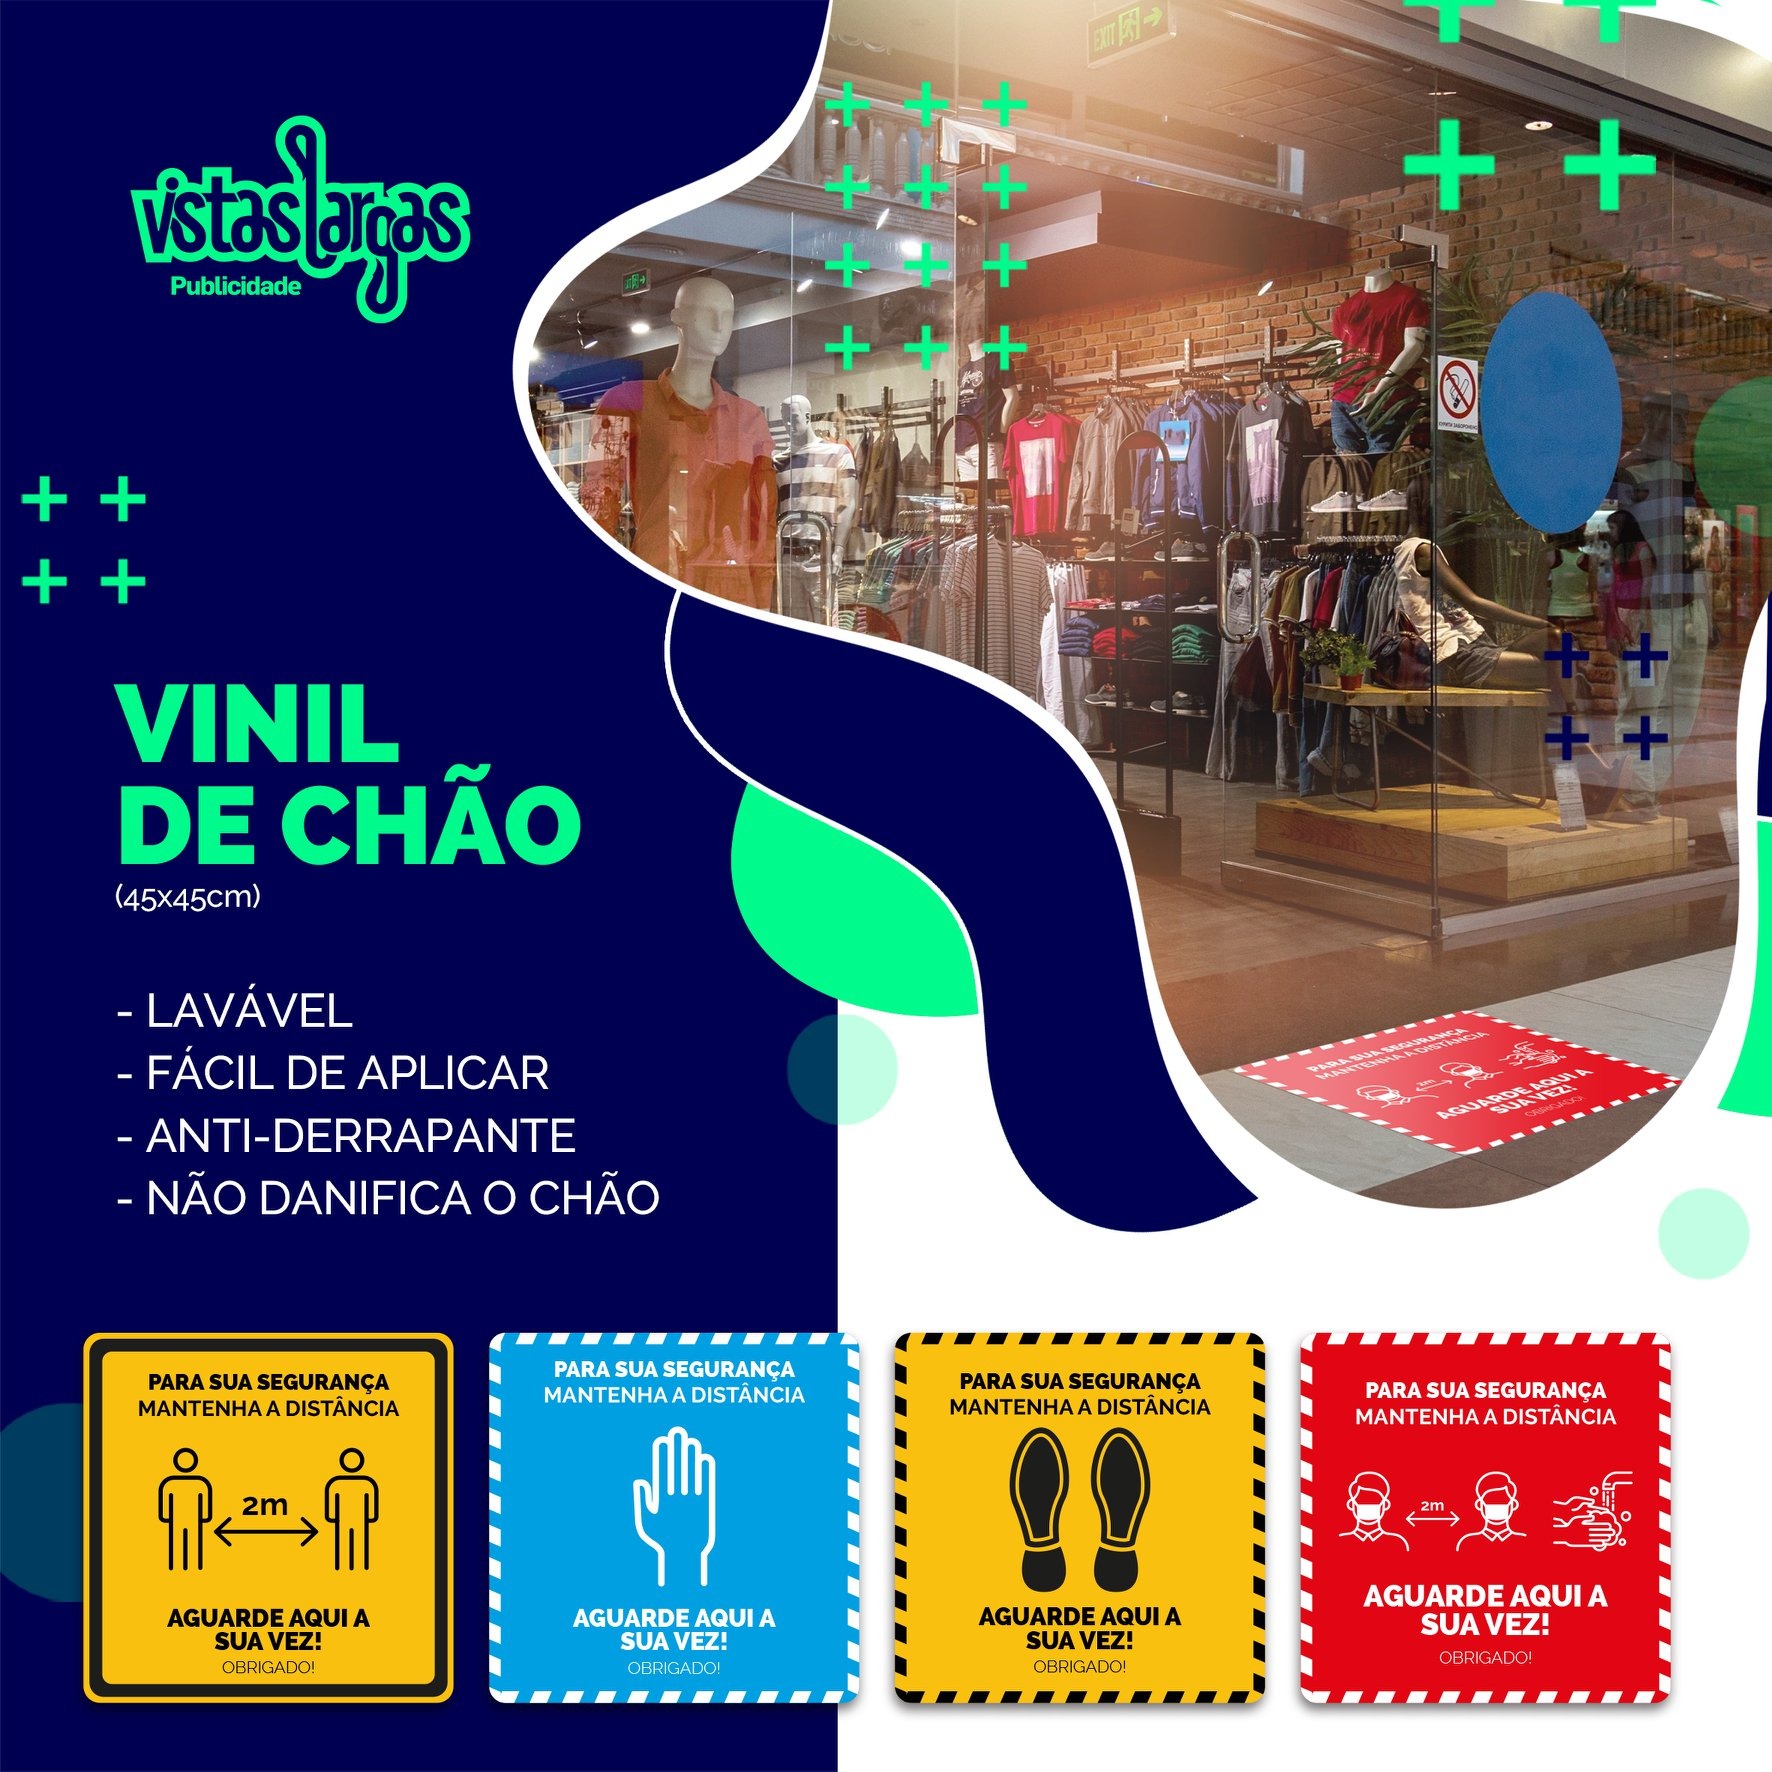 vistaslargas
Publicidade
EXIT
VINIL
DE CHÃO
(45x45cm)
- LAVÁVEL
- FÁCIL DE APLICAR
- ANTI-DERRAPANTE
- NÃO DANIFICA O CHÃO
PARA SUA SEGURANÇA
MANTENHA A DISTÂNCIA
2m
AGUARDE AQUI A
SUA VEZ!
OBRIGADO!
PARA SUA SEGURANÇA
MANTENHA A DISTÂNCIA
2m
AGUARDE AQUI A
SUA VEZ!
OBRIGADO!
PARA SUA SEGURANÇA
MANTENHA A DISTÂNCIA
AGUARDE AQUI A
SUA VEZ!
OBRIGADO!
PARA SUA SEGURANÇA
MANTENHA A DISTÂNCIA
AGUARDE AQUI A
SUA VEZ!
OBRIGADO!
PARA SUA SEGURANÇA
MANTENHA A DISTÂNCIA
2m
AGUARDE AQUI A
SUA VEZ!
OBRIGADO!